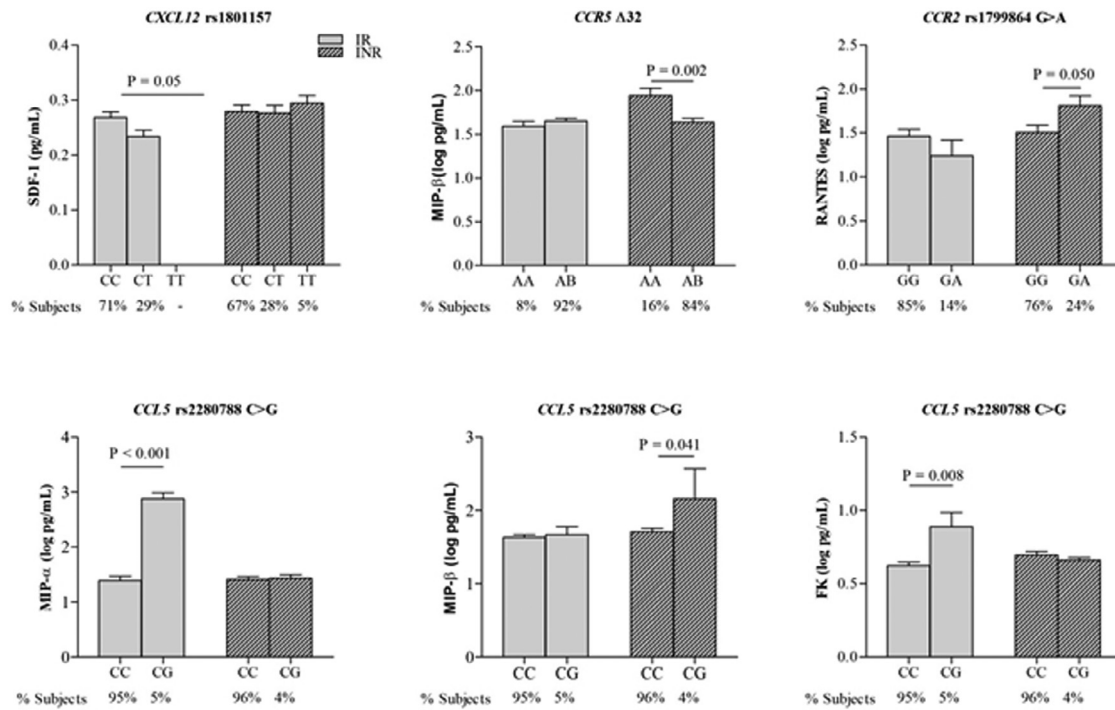 CXCL12 rs1801157
SDF-1 (pg/mL)
0.4
0.3
0.2
0.1
0.0
P = 0.05
IR
INR
CC CT TT CC CT TT
% Subjects 71% 29% - 67% 28% 5%
CCR5 Δ32
MIP-β(log pg/mL)
2.5
2.0
1.5
1.0
0.5
0.0
P = 0.002
AA AB AA AB
% Subjects 8% 92% 16% 84%
CCR2 rs1799864 G>A
RANTES (log pg/mL)
2.5
2.0
1.5
1.0
0.5
0.0
P = 0.050
GG GA GG GA
% Subjects 85% 14% 76% 24%
CCL5 rs2280788 C>G
MIP-α (log pg/mL)
4
3
2
1
0
P < 0.001
CC CG CC CG
% Subjects 95% 5% 96% 4%
CCL5 rs2280788 C>G
MIP-β (log pg/mL)
3
2
1
0
P = 0.041
CC CG CC CG
% Subjects 95% 5% 96% 4%
CCL5 rs2280788 C>G
FK (log pg/mL)
1.5
1.0
0.5
0.0
P = 0.008
CC CG CC CG
% Subjects 95% 5% 96% 4%